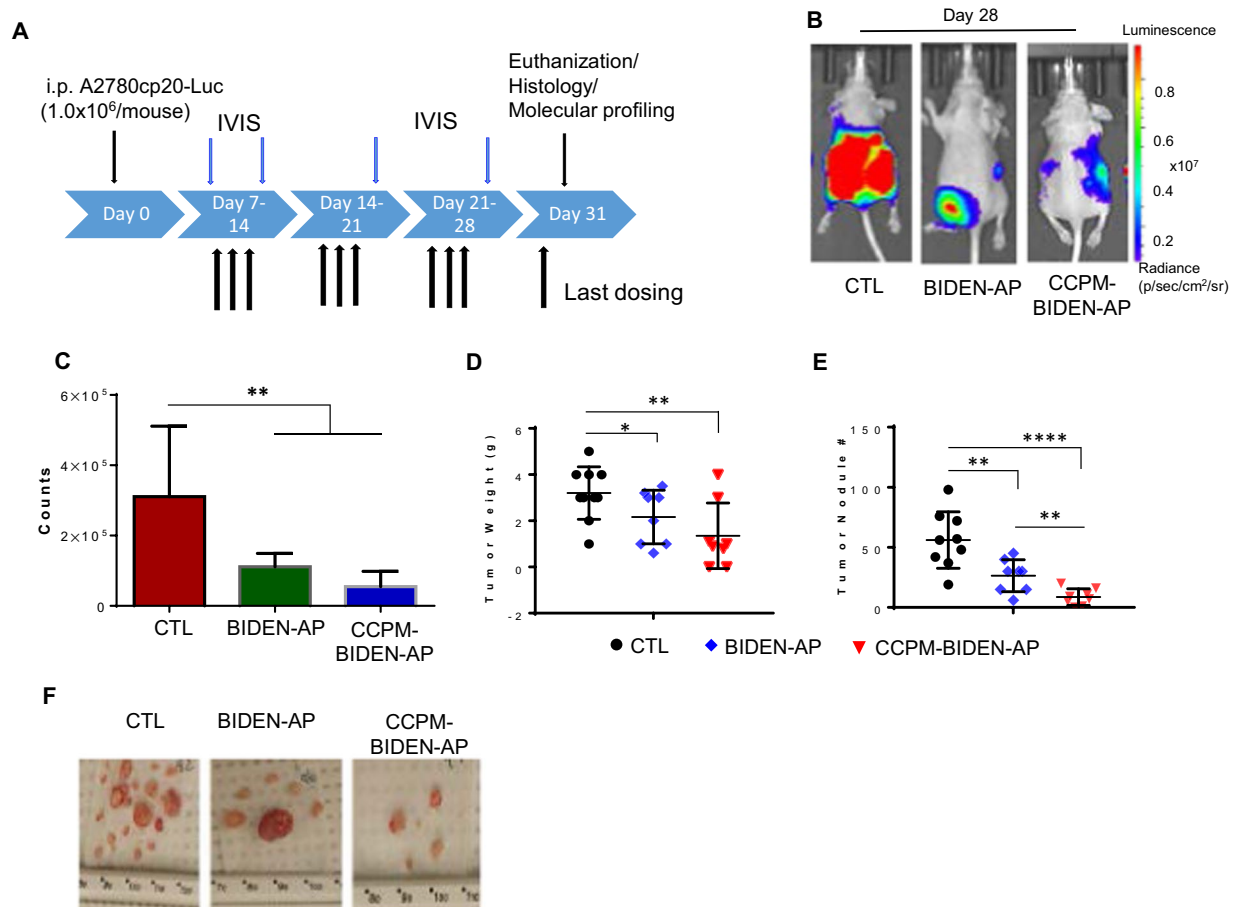 A
i.p. A2780cp20-Luc
(1.0x10⁶/mouse)
IVIS
IVIS
Euthanization/
Histology/
Molecular profiling
Day 0
Day 7-
14
Day 14-
21
Day 21-
28
Day 31
Last dosing
B
Day 28
Luminescence
0.8
0.6
x10⁷
0.4
0.2
Radiance
(p/sec/cm²/sr)
CTL
BIDEN-AP
CCPM-
BIDEN-AP
C
Counts
6×10⁵
4×10⁵
2×10⁵
0
**
CTL
BIDEN-AP
CCPM-
BIDEN-AP
D
Tumor Weight (g)
6
4
2
0
-2
**
*
E
Tumor Nodule #
150
100
50
0
****
**
**
CTL
BIDEN-AP
CCPM-BIDEN-AP
F
CTL
BIDEN-AP
CCPM-
BIDEN-AP